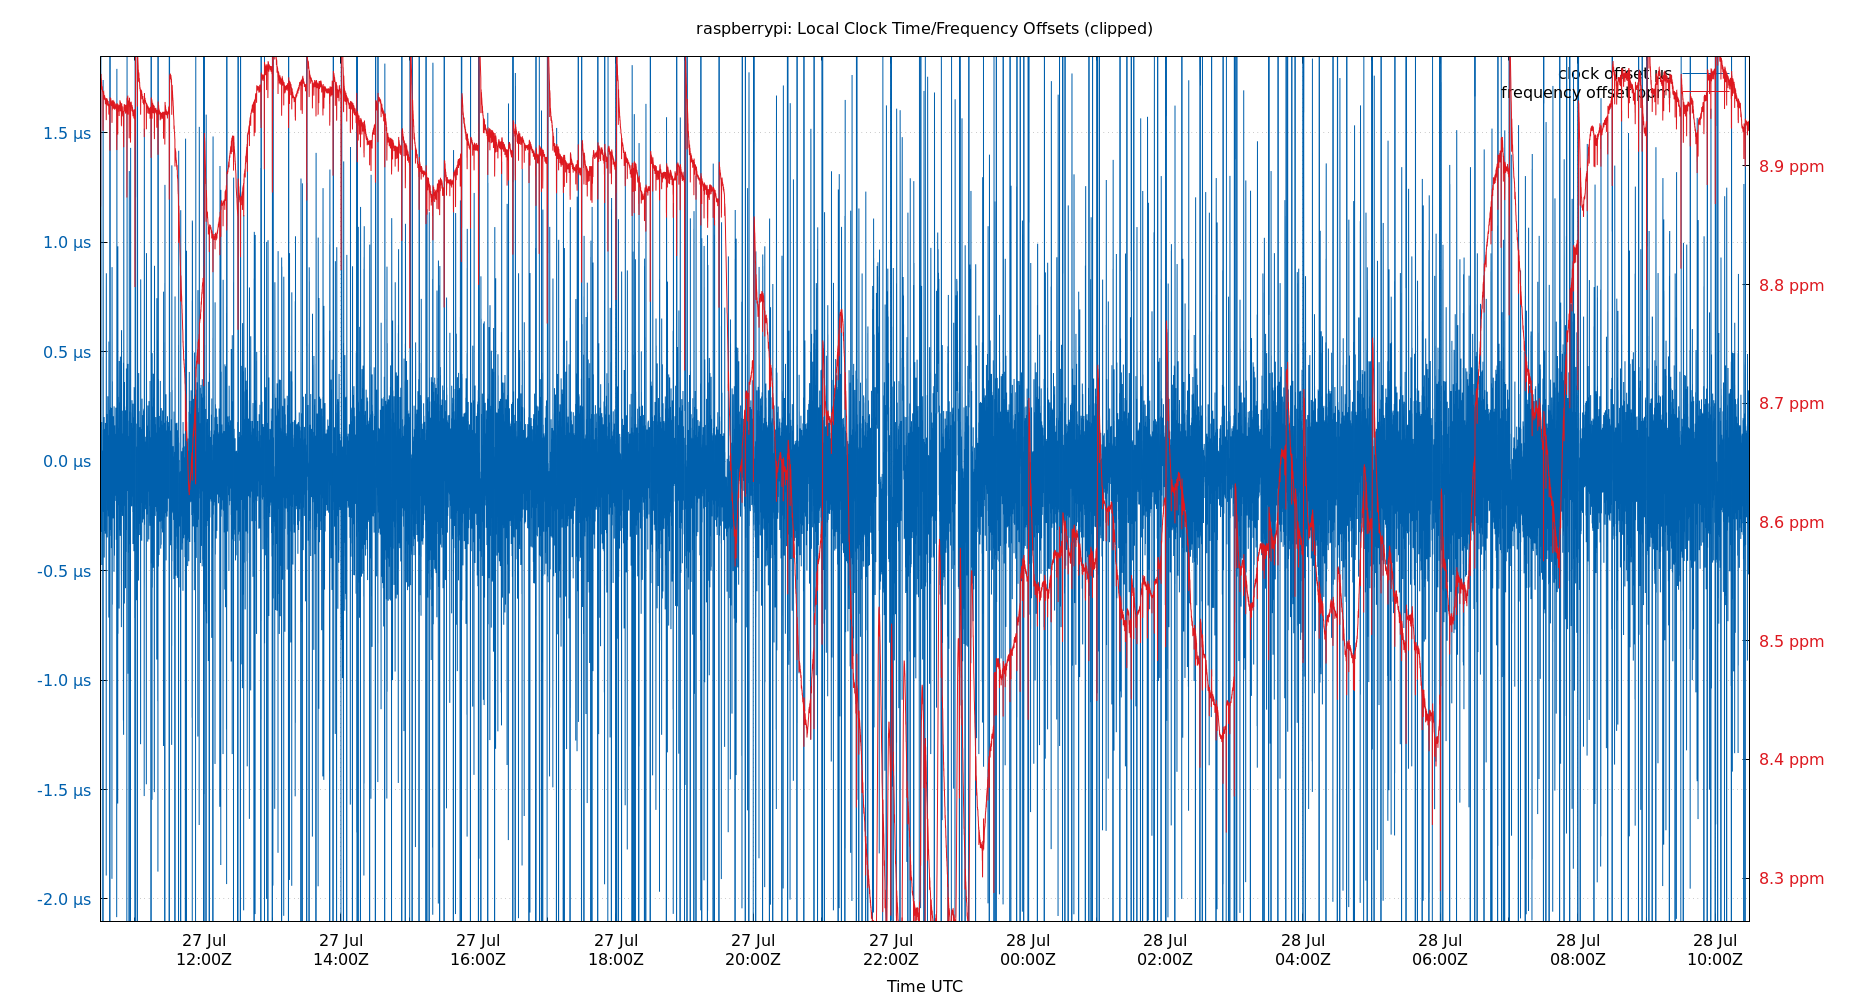 raspberrypi: Local Clock Time/Frequency Offsets (clipped)
clock offset µs
frequency offset ppm
1.5 µs
1.0 µs
0.5 µs
0.0 µs
-0.5 µs
-1.0 µs
-1.5 µs
-2.0 µs
8.9 ppm
8.8 ppm
8.7 ppm
8.6 ppm
8.5 ppm
8.4 ppm
8.3 ppm
27 Jul
12:00Z
27 Jul
14:00Z
27 Jul
16:00Z
27 Jul
18:00Z
27 Jul
20:00Z
27 Jul
22:00Z
28 Jul
00:00Z
28 Jul
02:00Z
28 Jul
04:00Z
28 Jul
06:00Z
28 Jul
08:00Z
28 Jul
10:00Z
Time UTC